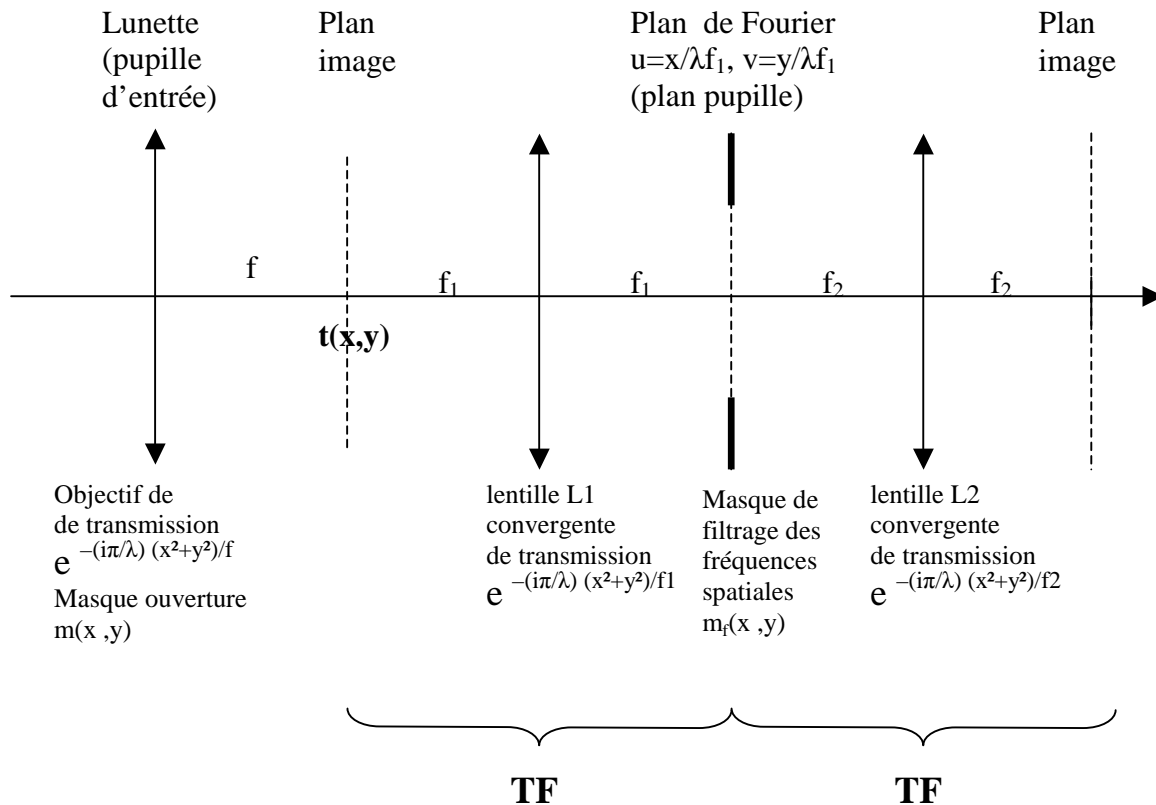 Lunette
(pupille
d'entrée)
Plan
image
Plan de Fourier
u=x/λf₁, v=y/λf₁
(plan pupille)
Plan
image
f
f₁
f₁
f₂
f₂
t(x,y)
Objectif de
de transmission
e –(iπ/λ) (x²+y²)/f
Masque ouverture
m(x ,y)
lentille L1
convergente
de transmission
e –(iπ/λ) (x²+y²)/f1
Masque de
filtrage des
fréquences
spatiales
m_f(x ,y)
lentille L2
convergente
de transmission
e –(iπ/λ) (x²+y²)/f2
TF
TF